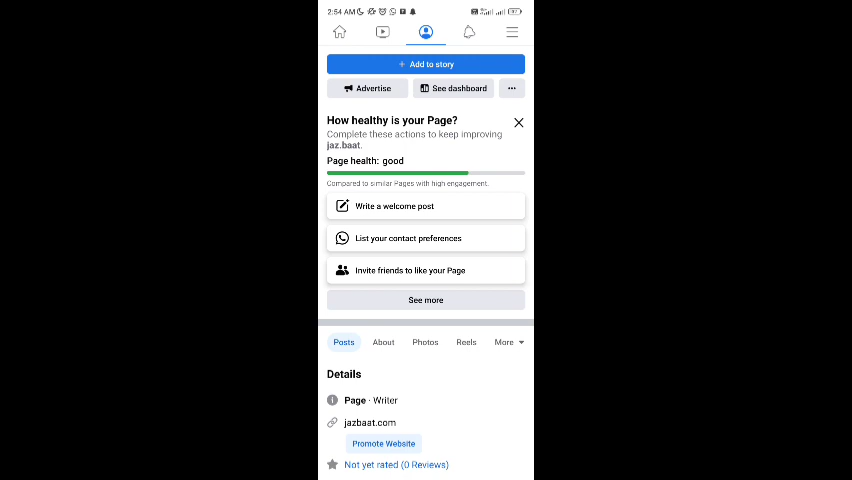 2:54 AM
+ Add to story
Advertise
See dashboard
...
How healthy is your Page?
Complete these actions to keep improving
jaz.baat.
Page health: good
Compared to similar Pages with high engagement.
Write a welcome post
List your contact preferences
Invite friends to like your Page
See more
Posts
About
Photos
Reels
More
Details
Page · Writer
jazbaat.com
Promote Website
Not yet rated (0 Reviews)